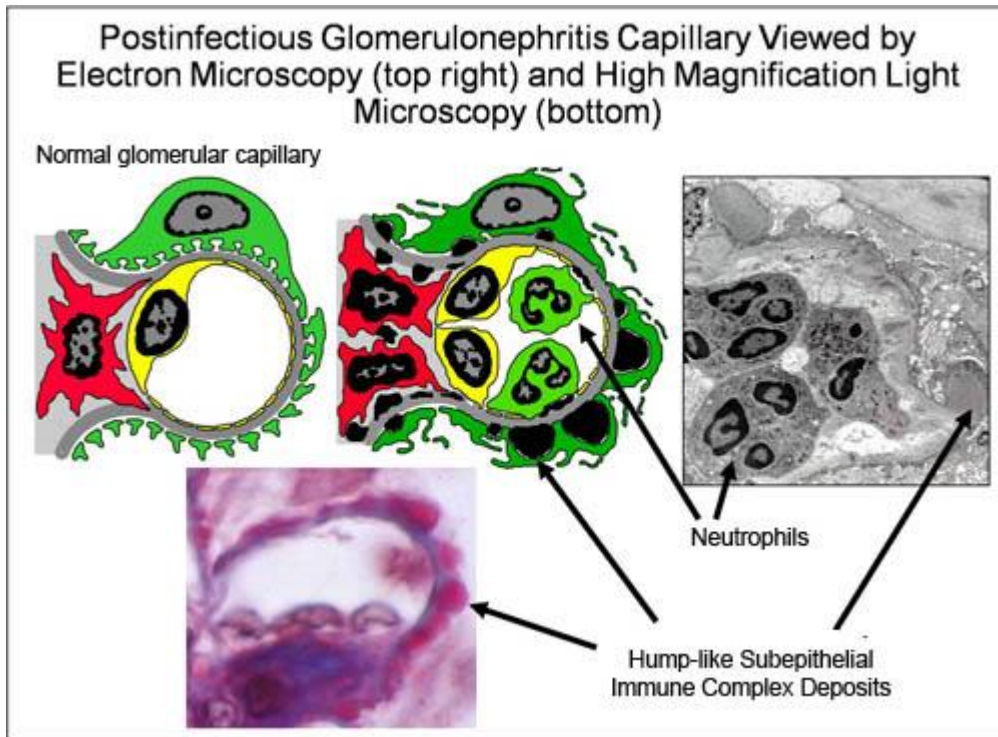 Postinfectious Glomerulonephritis Capillary Viewed by
Electron Microscopy (top right) and High Magnification Light
Microscopy (bottom)
Normal glomerular capillary
Neutrophils
Hump-like Subepithelial
Immune Complex Deposits